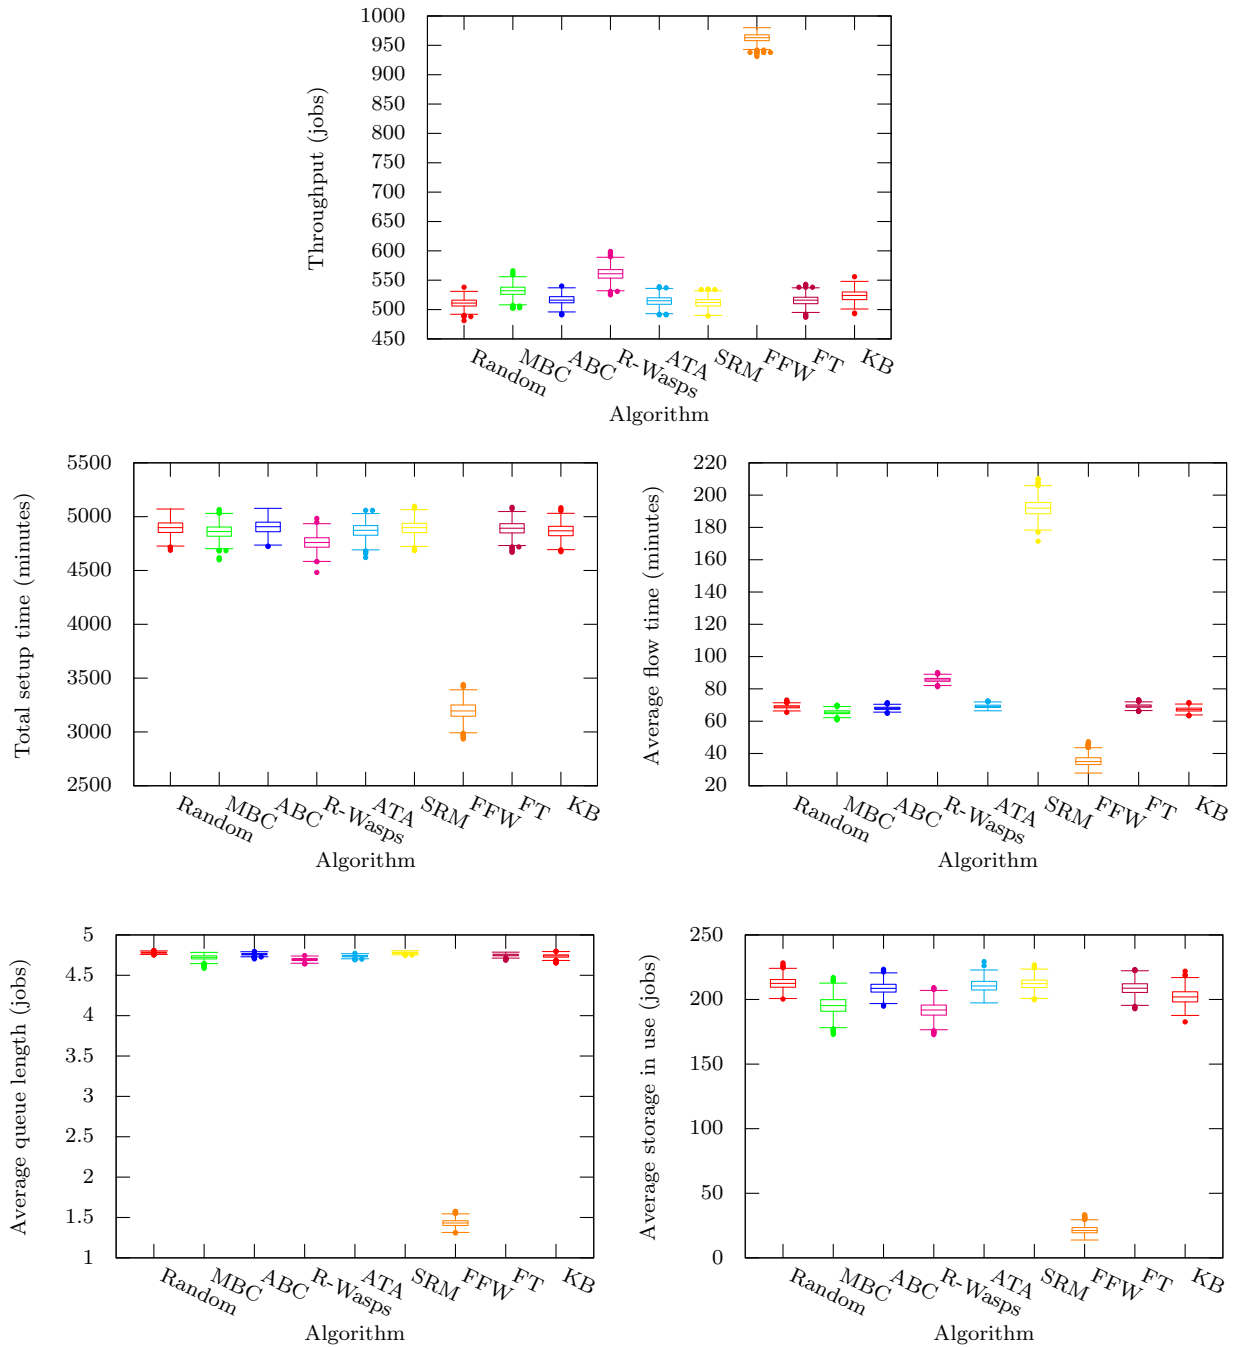 1000
950
900
850
800
750
700
650
600
550
500
450
Throughput (jobs)
Random
MBC
ABC
R-Wasps
ATA
SRM
FFW
FT
KB
Algorithm
5500
5000
4500
4000
3500
3000
2500
Total setup time (minutes)
Random
MBC
ABC
R-Wasps
ATA
SRM
FFW
FT
KB
Algorithm
220
200
180
160
140
120
100
80
60
40
20
Average flow time (minutes)
Random
MBC
ABC
R-Wasps
ATA
SRM
FFW
FT
KB
Algorithm
5
4.5
4
3.5
3
2.5
2
1.5
1
Average queue length (jobs)
Random
MBC
ABC
R-Wasps
ATA
SRM
FFW
FT
KB
Algorithm
250
200
150
100
50
0
Average storage in use (jobs)
Random
MBC
ABC
R-Wasps
ATA
SRM
FFW
FT
KB
Algorithm